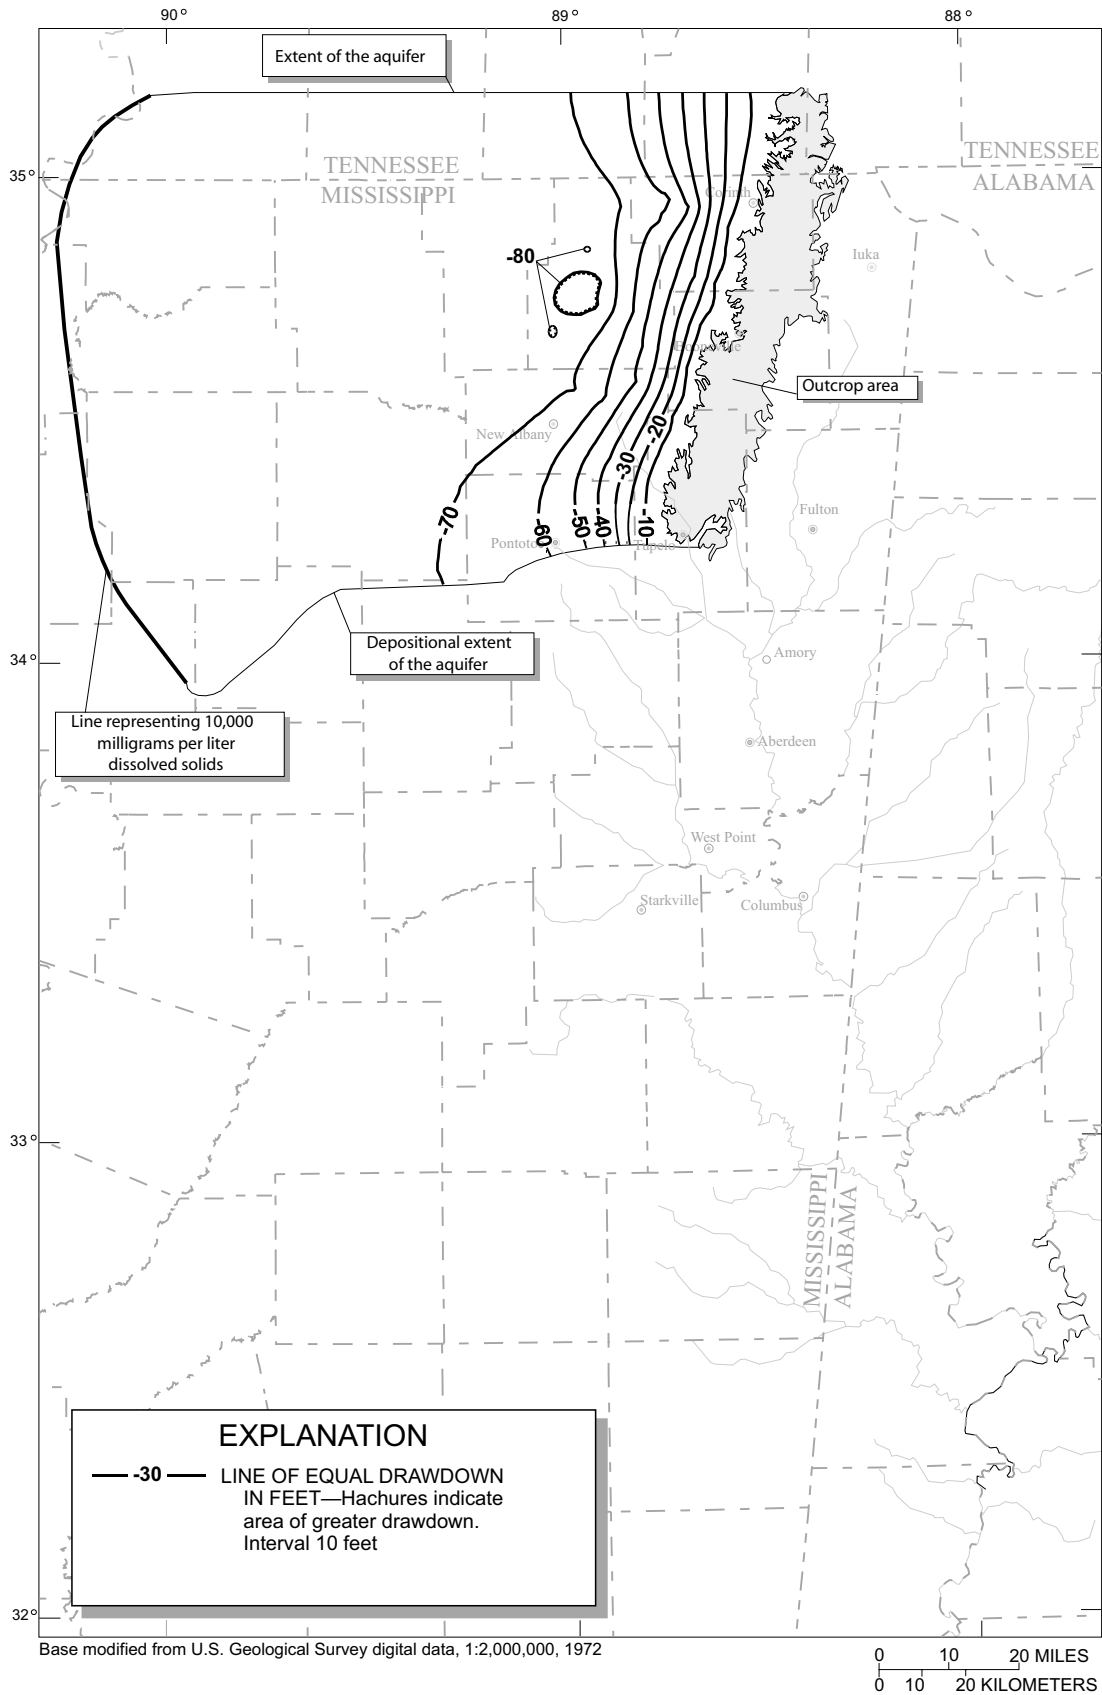 90° 89° 88°
Extent of the aquifer
TENNESSEE
MISSISSIPPI
TENNESSEE
ALABAMA
35°
Corinth
Iuka
-80
Booneville
Outcrop area
New Albany
-20
-30
-70
-60
-50
-40
-10
Fulton
Pontotoc
Tupelo
Depositional extent
of the aquifer
34°
Amory
Line representing 10,000
milligrams per liter
dissolved solids
Aberdeen
West Point
Starkville
Columbus
33°
MISSISSIPPI
ALABAMA
EXPLANATION
-30 LINE OF EQUAL DRAWDOWN
IN FEET—Hachures indicate
area of greater drawdown.
Interval 10 feet
32°
Base modified from U.S. Geological Survey digital data, 1:2,000,000, 1972
0 10 20 MILES
0 10 20 KILOMETERS